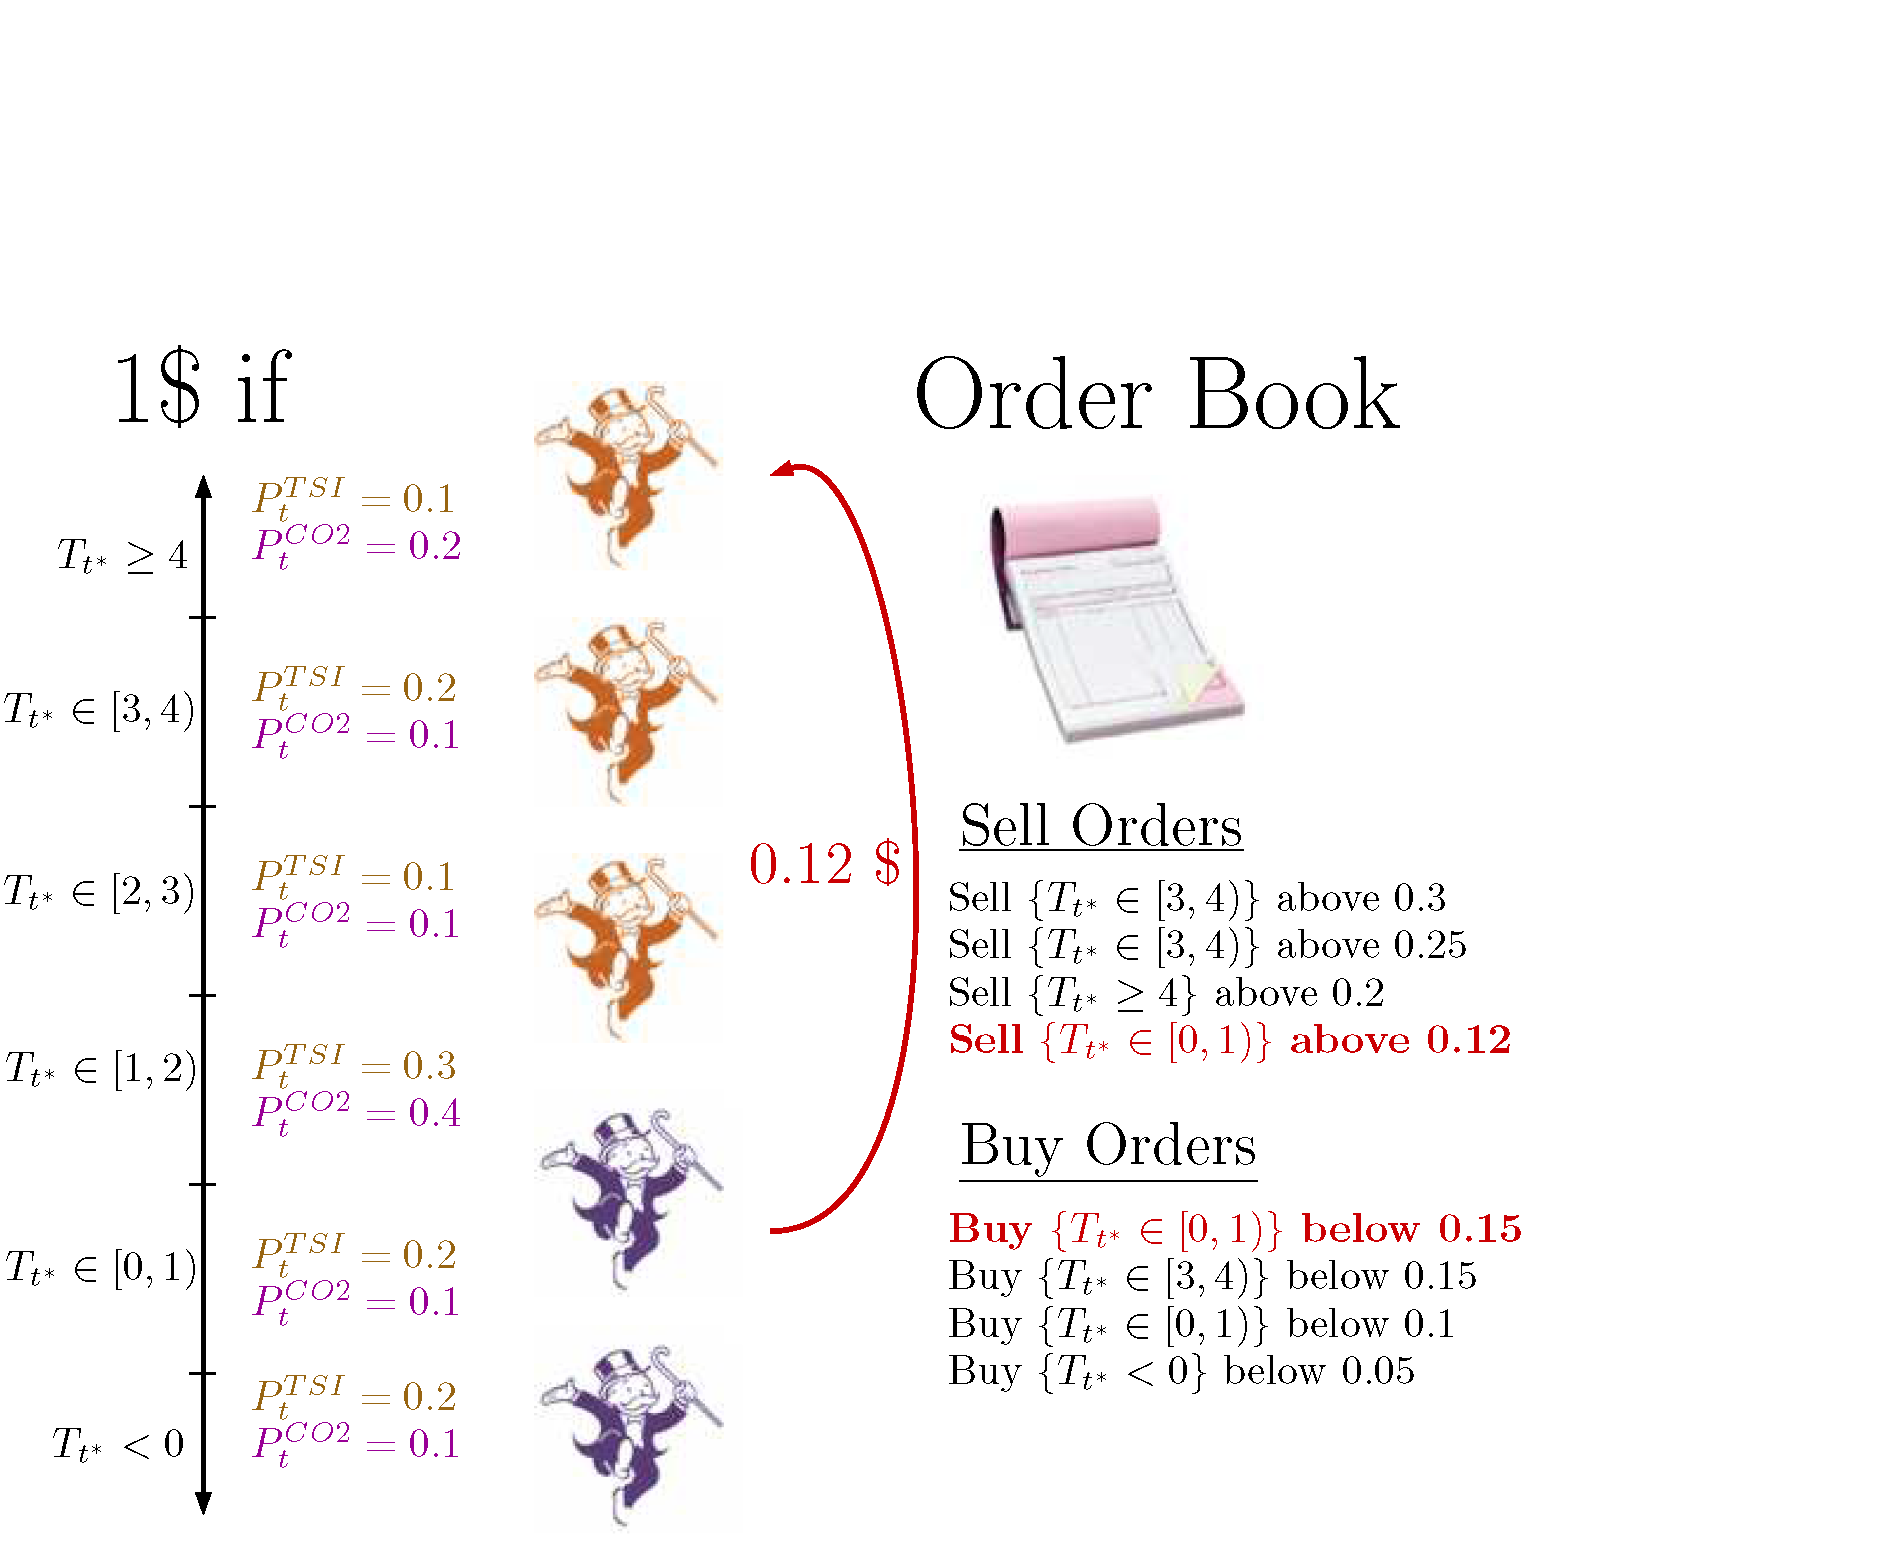 1$ if
Order Book
$T_{t^*} \geq 4$
$P_t^{TSI} = 0.1$
$P_t^{CO2} = 0.2$
$T_{t^*} \in [3, 4)$
$P_t^{TSI} = 0.2$
$P_t^{CO2} = 0.1$
$T_{t^*} \in [2, 3)$
$P_t^{TSI} = 0.1$
$P_t^{CO2} = 0.1$
$T_{t^*} \in [1, 2)$
$P_t^{TSI} = 0.3$
$P_t^{CO2} = 0.4$
$T_{t^*} \in [0, 1)$
$P_t^{TSI} = 0.2$
$P_t^{CO2} = 0.1$
$T_{t^*} < 0$
$P_t^{TSI} = 0.2$
$P_t^{CO2} = 0.1$
0.12 $
Sell Orders
Sell $\{T_{t^*} \in [3, 4)\}$ above 0.3
Sell $\{T_{t^*} \in [3, 4)\}$ above 0.25
Sell $\{T_{t^*} \geq 4\}$ above 0.2
Sell $\{T_{t^*} \in [0, 1)\}$ above 0.12
Buy Orders
Buy $\{T_{t^*} \in [0, 1)\}$ below 0.15
Buy $\{T_{t^*} \in [3, 4)\}$ below 0.15
Buy $\{T_{t^*} \in [0, 1)\}$ below 0.1
Buy $\{T_{t^*} < 0\}$ below 0.05